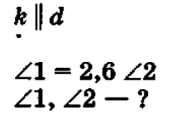 k ∥ d
∠1 = 2,6 ∠2
∠1, ∠2 — ?